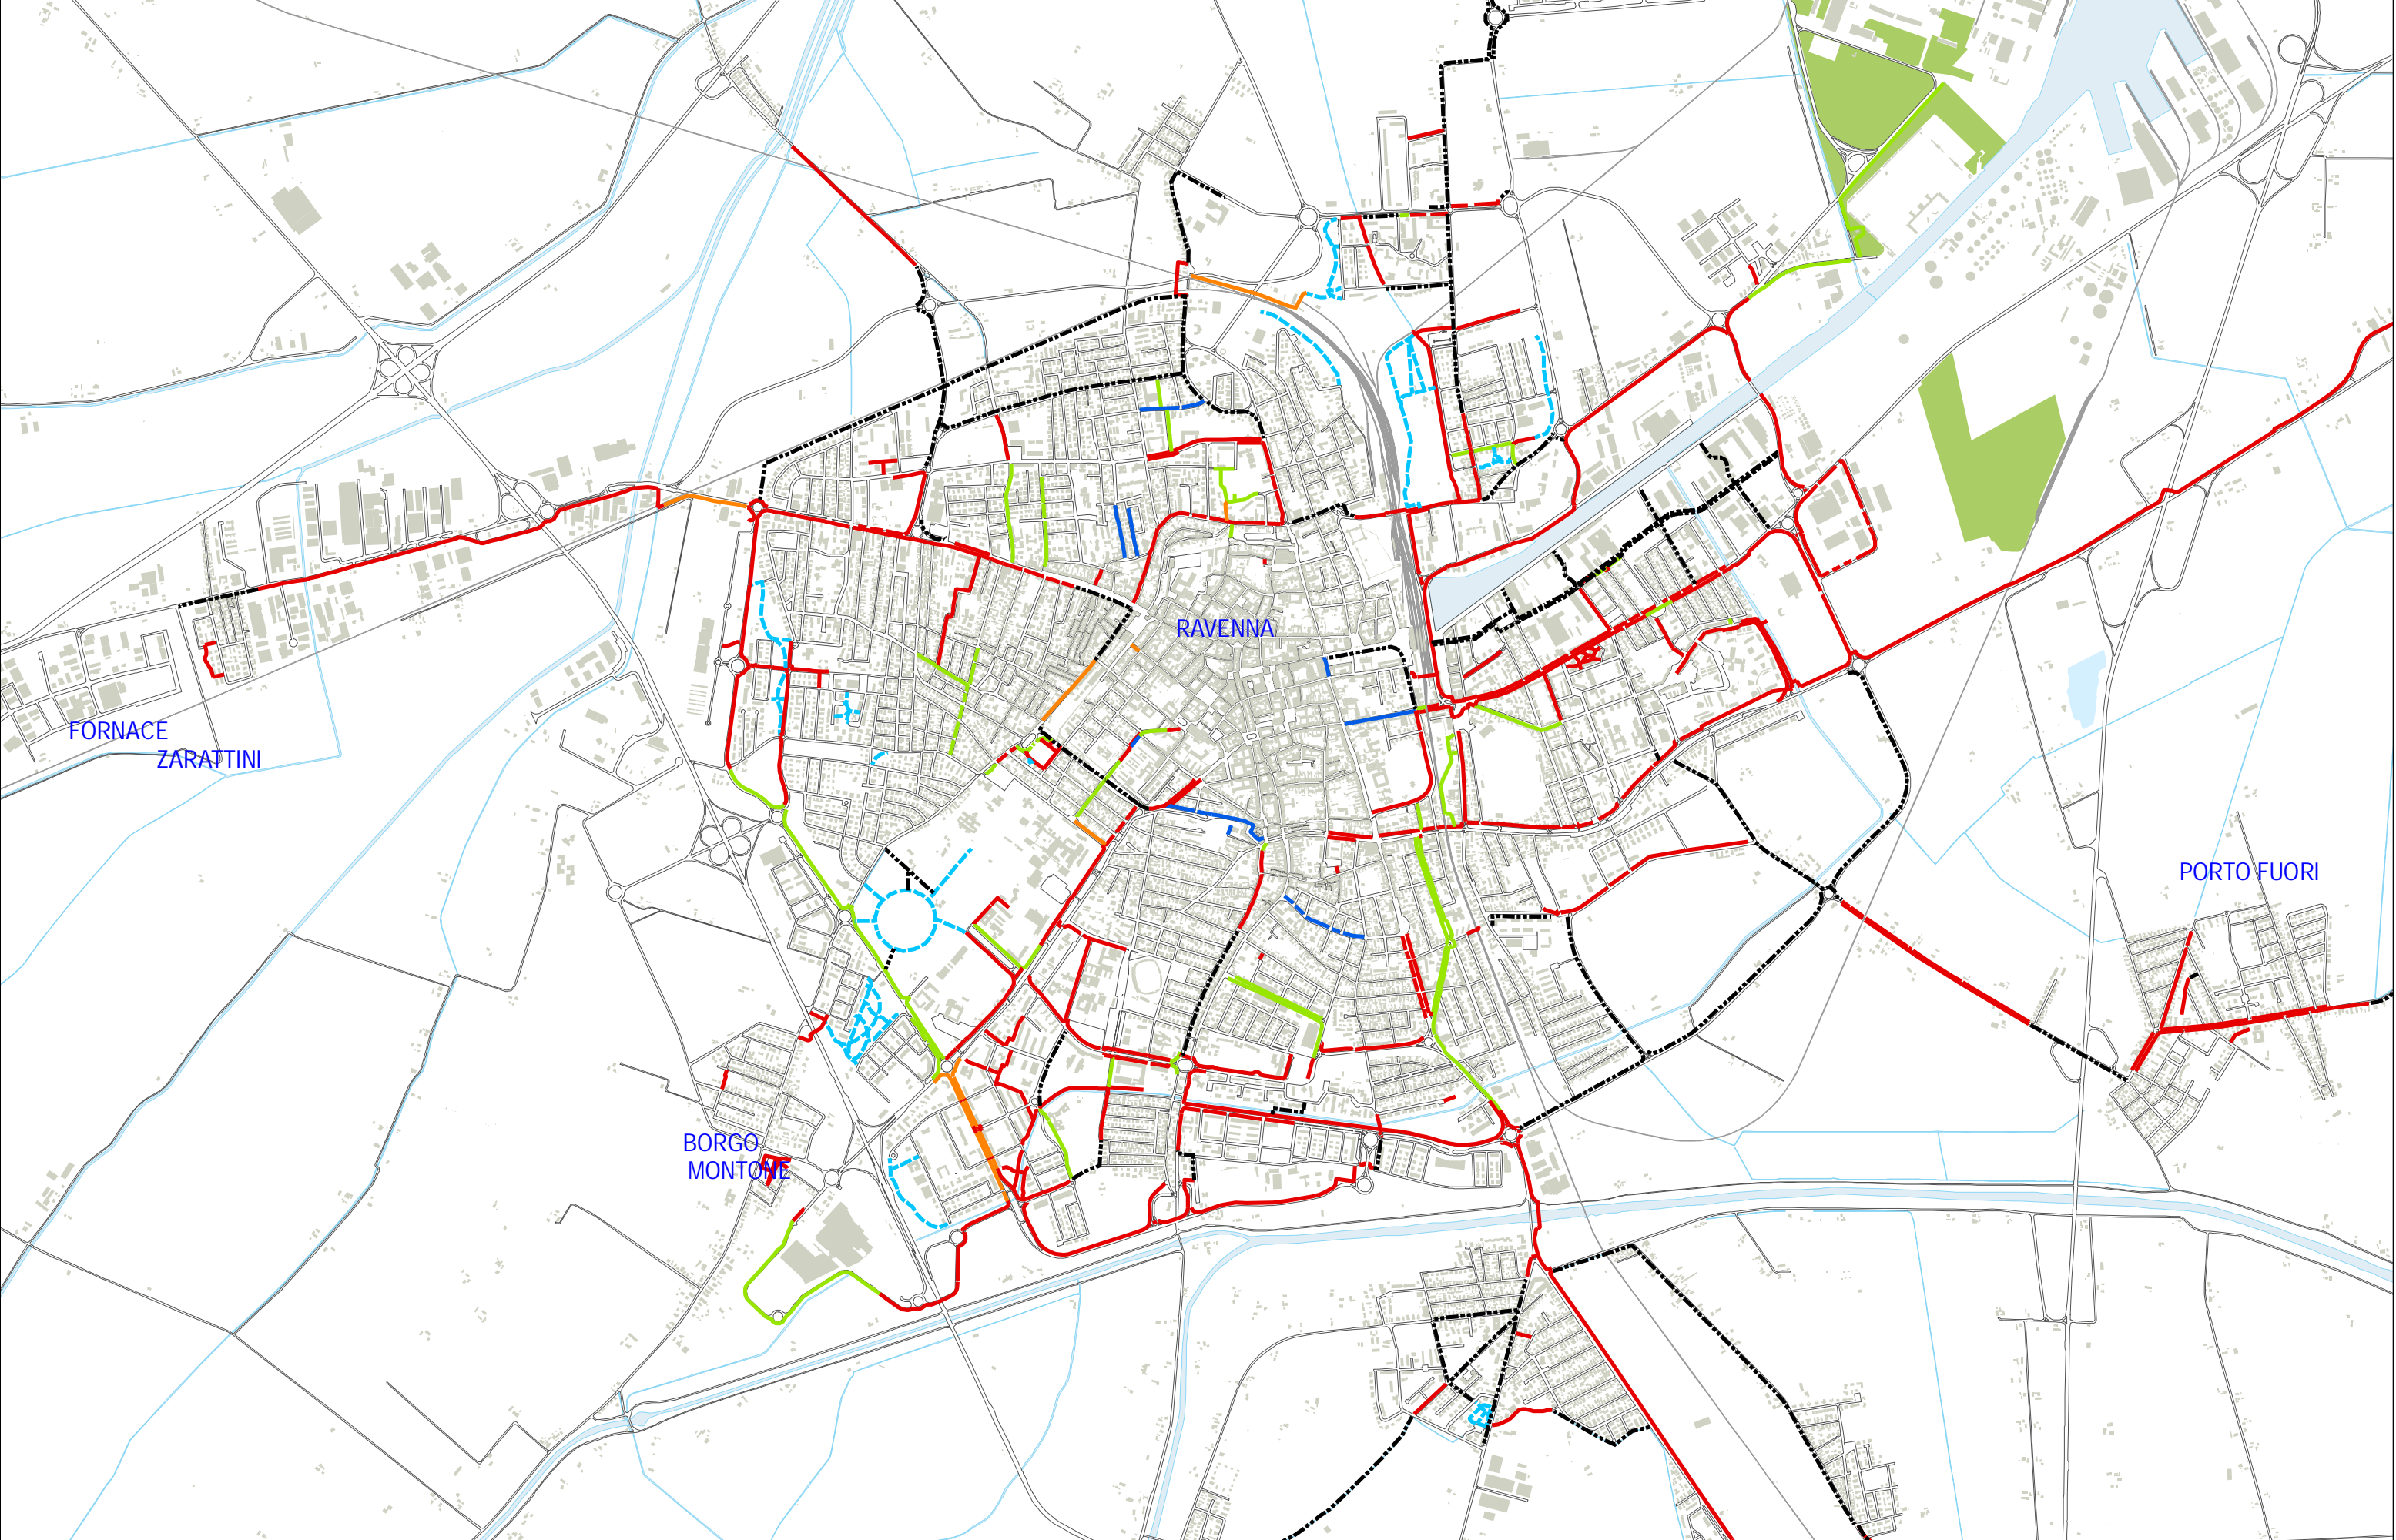 RAVENNA
FORNACE
ZARATTINI
PORTO FUORI
BORGO
MONTONE